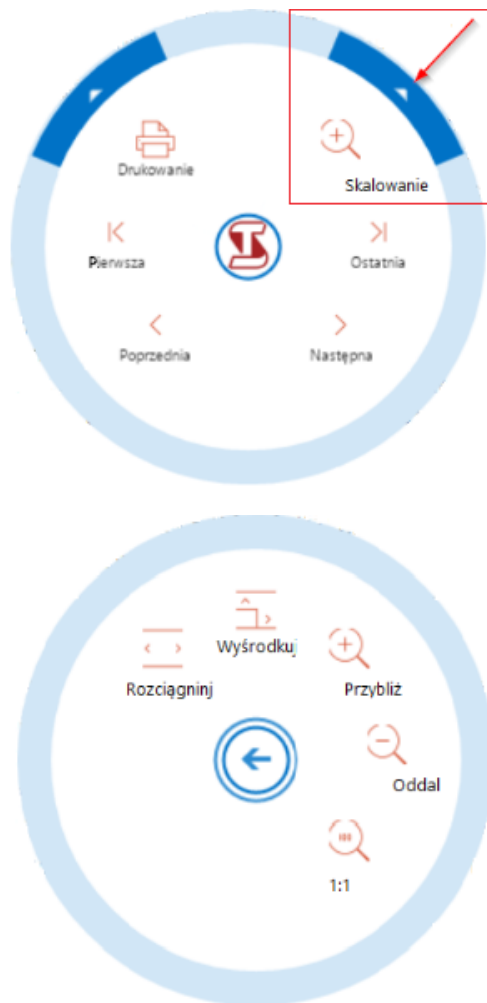 Drukowanie
Skalowanie
Pierwsza
Ostatnia
Poprzednia
Następna
Wyśrodkuj
Rozciągninj
Przybliż
Oddal
1:1